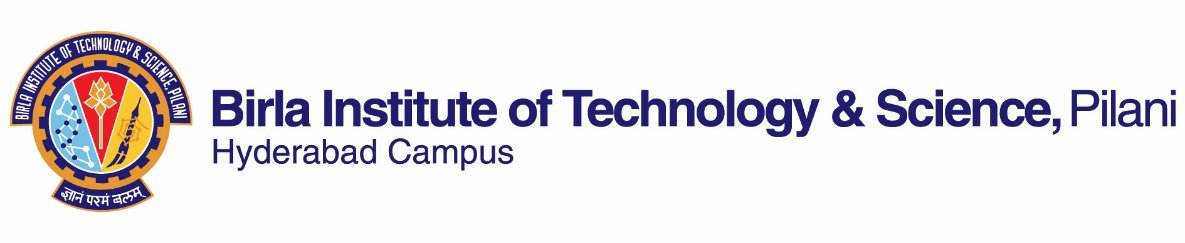 BIRLA INSTITUTE OF TECHNOLOGY & SCIENCE, PILANI
ज्ञानं परमं बलम्
Birla Institute of Technology & Science, Pilani
Hyderabad Campus